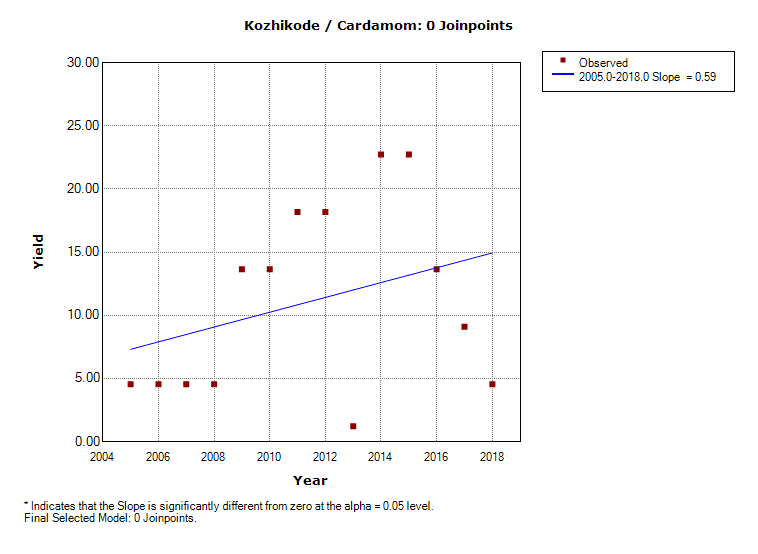 Kozhikode / Cardamom: 0 Joinpoints
Observed
2005.0-2018.0 Slope  = 0.59
30.00
25.00
20.00
15.00
10.00
5.00
0.00
Yield
2004 2006 2008 2010 2012 2014 2016 2018
Year
* Indicates that the Slope is significantly different from zero at the alpha = 0.05 level.
Final Selected Model: 0 Joinpoints.